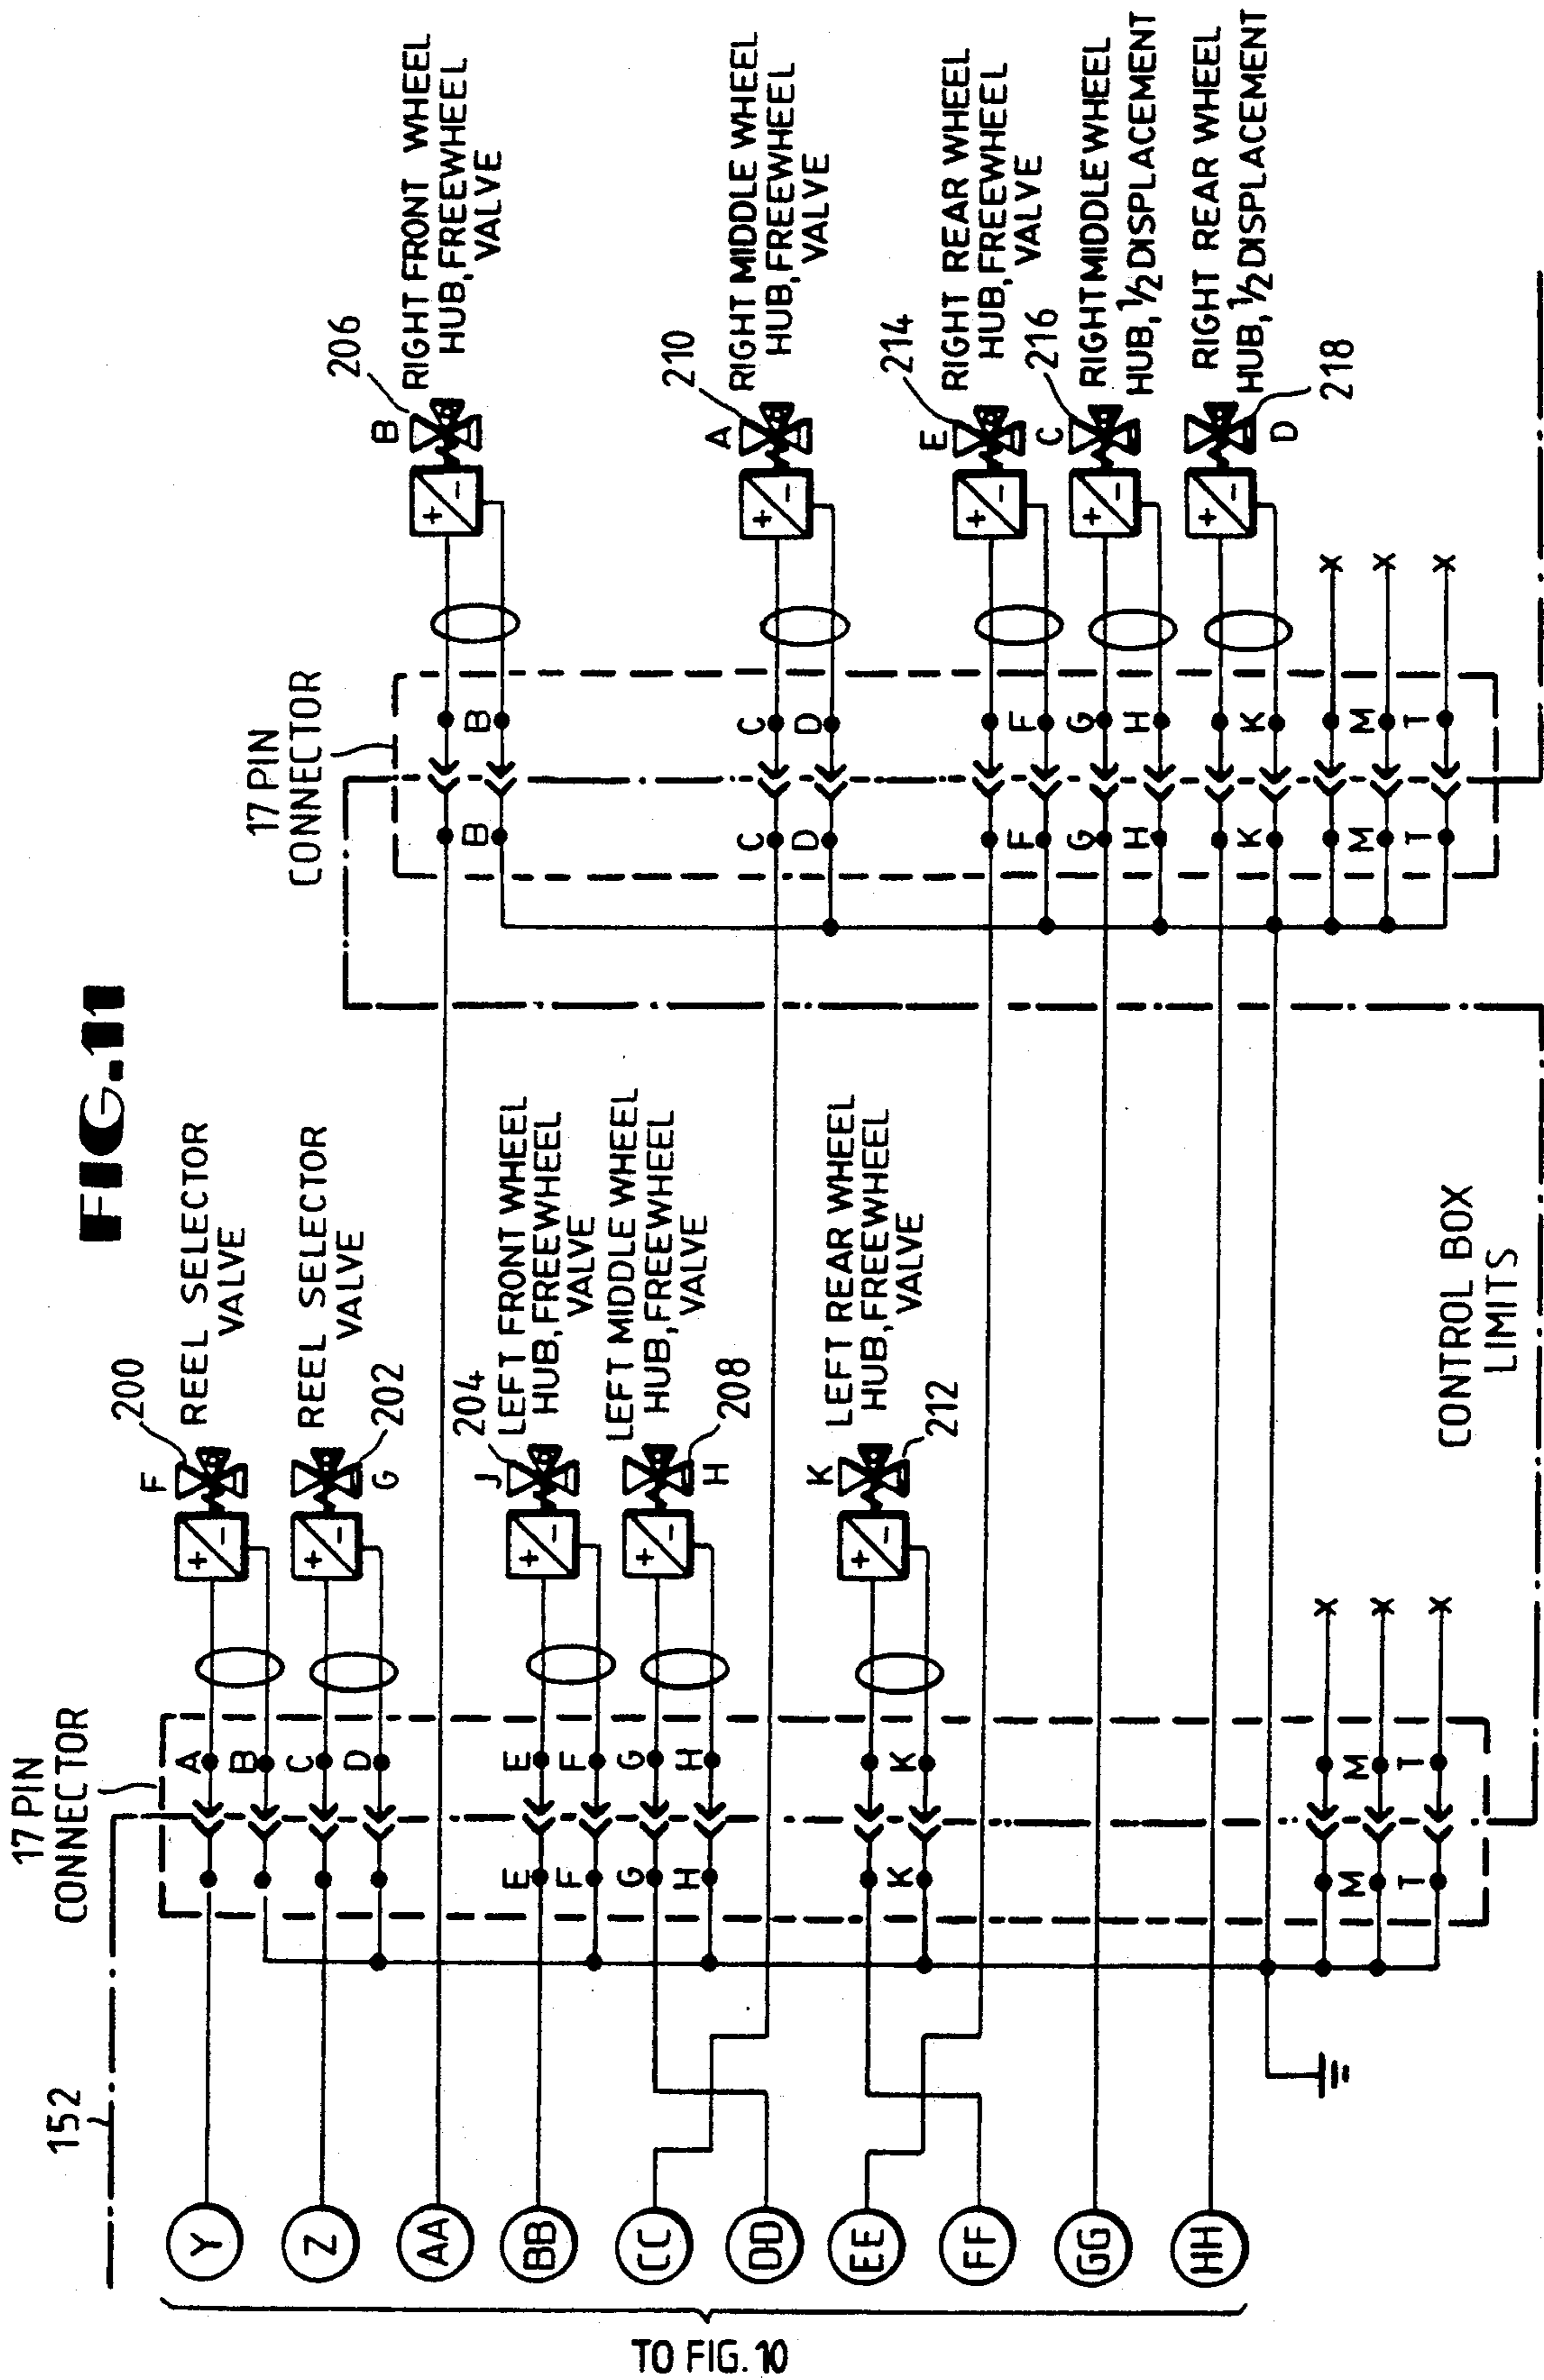 FIG. 11
152
17 PIN
CONNECTOR
200
F
REEL SELECTOR
VALVE
REEL SELECTOR
VALVE
202
G
204
J
LEFT FRONT WHEEL
HUB, FREEWHEEL
VALVE
LEFT MIDDLE WHEEL
HUB, FREEWHEEL
VALVE
208
H
K
LEFT REAR WHEEL
HUB, FREEWHEEL
VALVE
212
CONTROL BOX
LIMITS
+ −
+ −
+ −
+ −
+ −
A
B
C
D
E E
F F
G G
H H
K K
M M
T T
X
X
X
Y
Z
AA
BB
CC
DD
EE
FF
GG
HH
TO FIG. 10
17 PIN
CONNECTOR
B
206
RIGHT FRONT WHEEL
HUB, FREEWHEEL
VALVE
A
210
RIGHT MIDDLE WHEEL
HUB, FREEWHEEL
VALVE
E
214
RIGHT REAR WHEEL
HUB, FREEWHEEL
VALVE
C
216
RIGHT MIDDLE WHEEL
HUB, 1/2 DISPLACEMENT
RIGHT REAR WHEEL
HUB, 1/2 DISPLACEMENT
D
218
+ −
+ −
+ −
+ −
+ −
B B
C C
D D
F F
G G
H H
K K
M M
T T
X
X
X